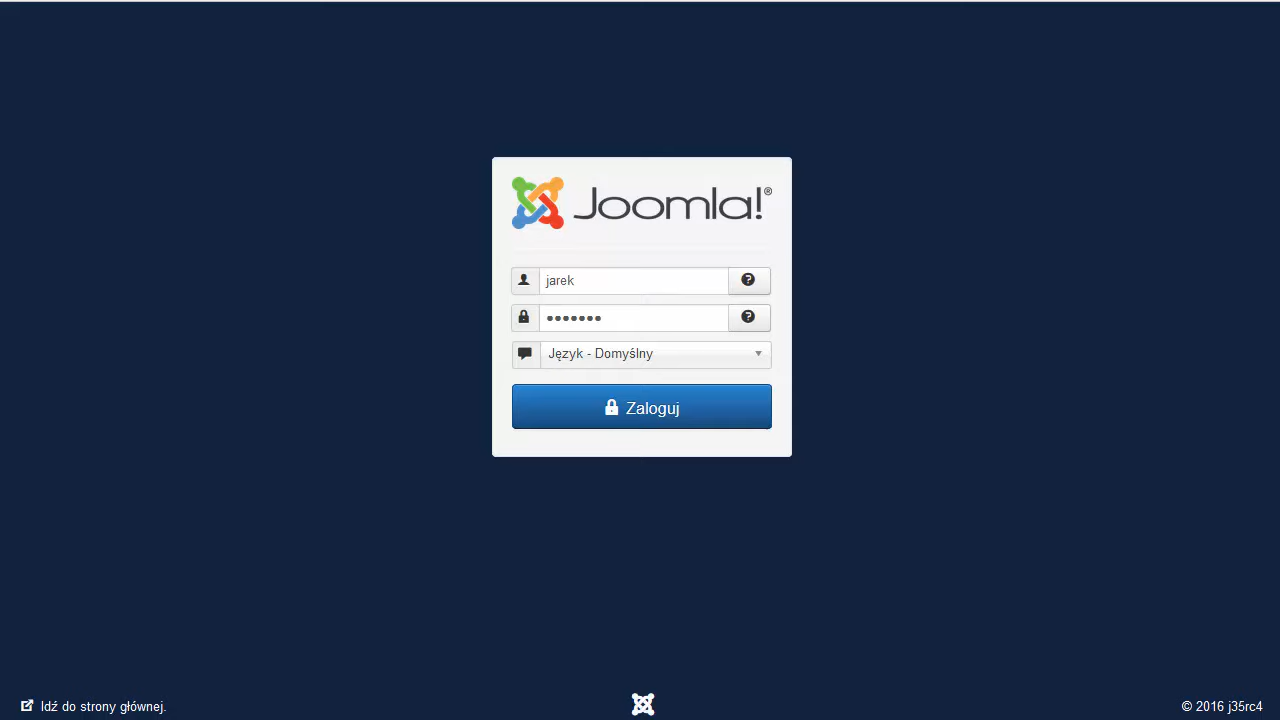 Joomla!®
jarek
Język - Domyślny
Zaloguj
Idź do strony głównej.
© 2016 j35rc4